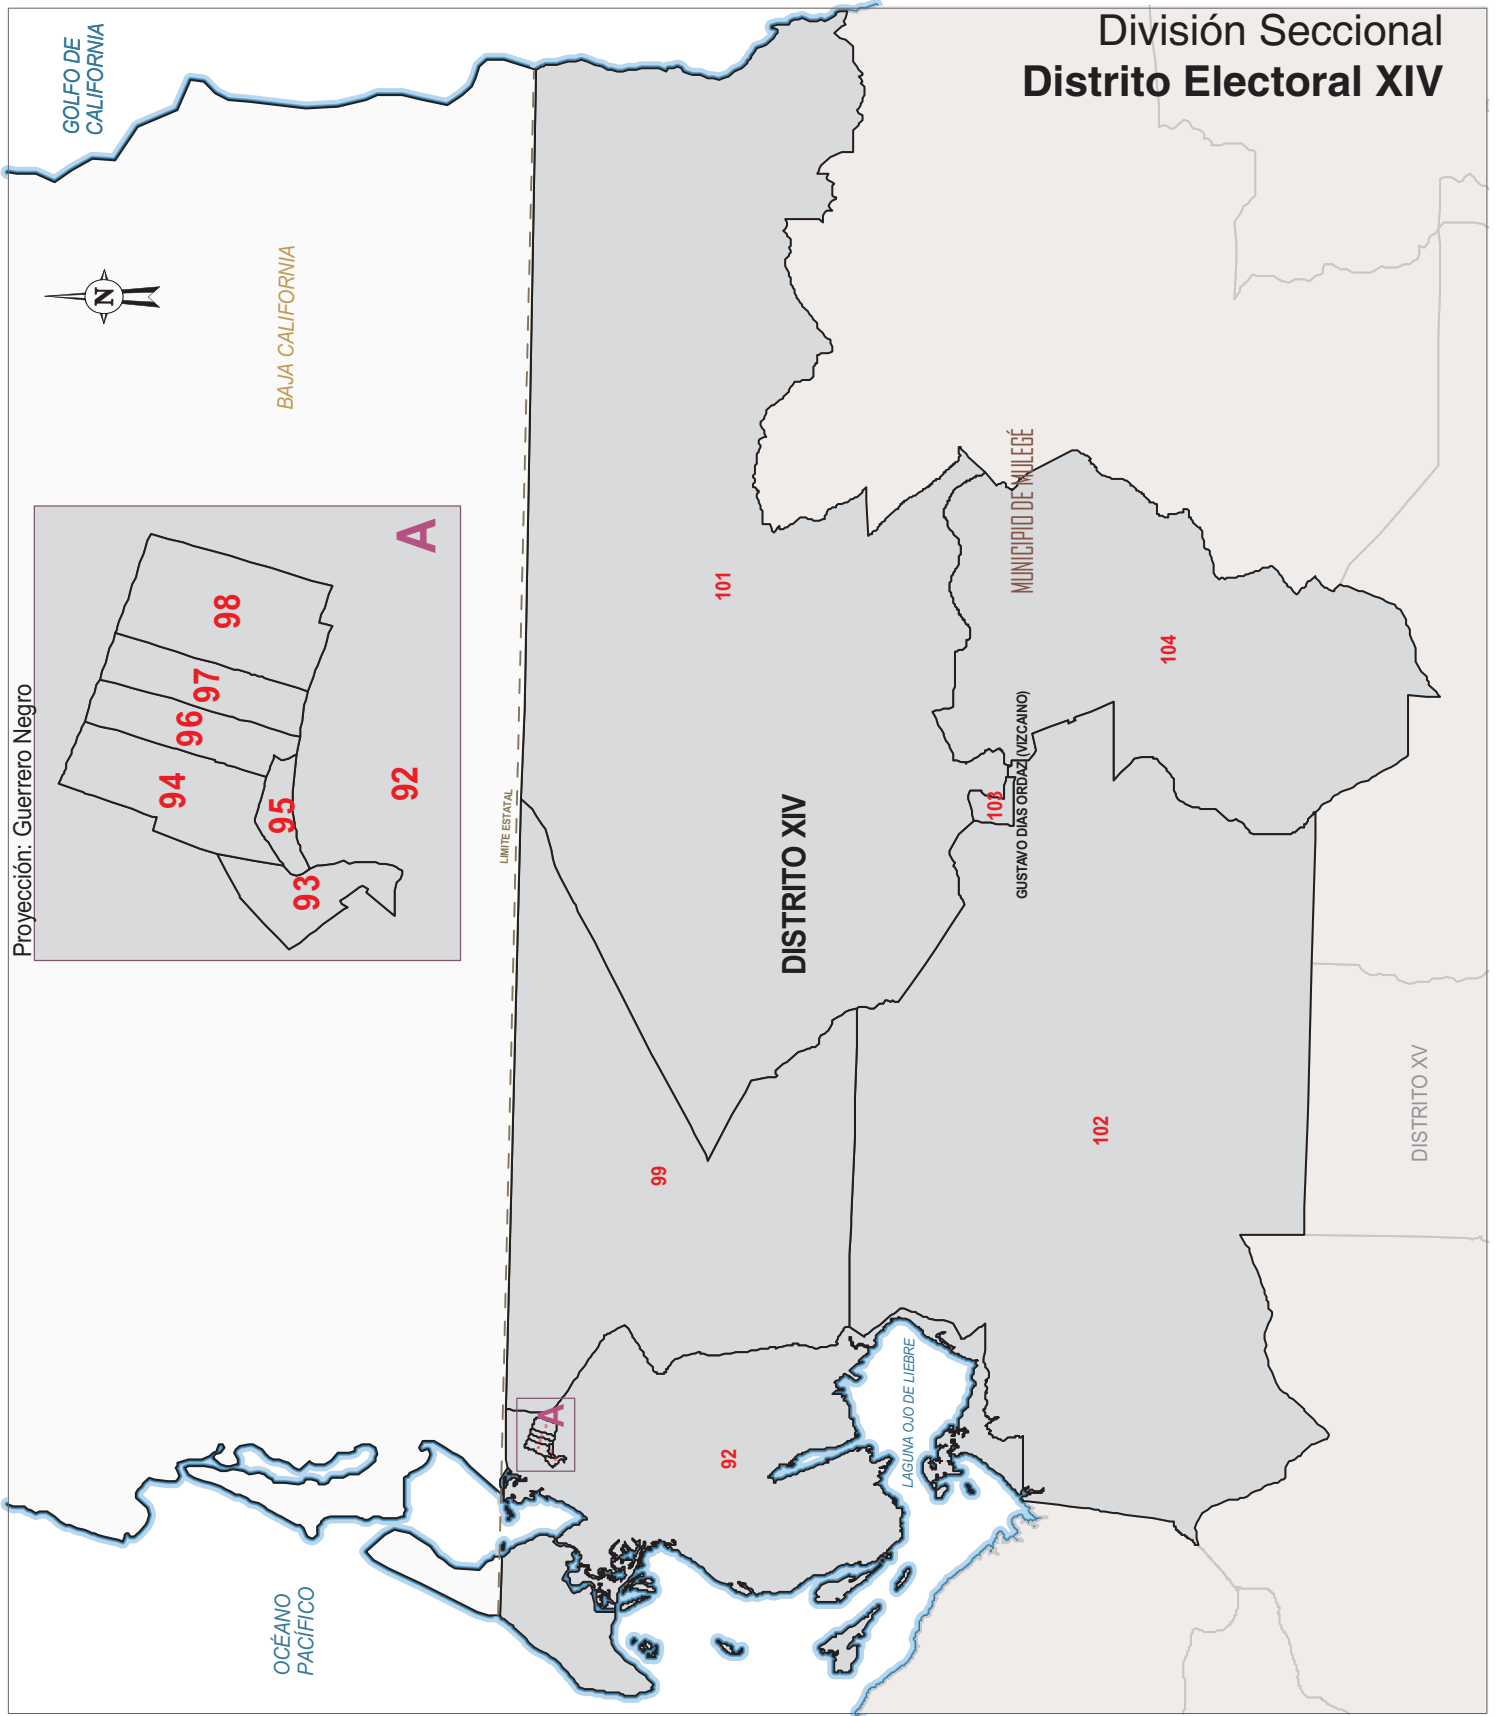 División Seccional
Distrito Electoral XIV
GOLFO DE
CALIFORNIA
N
BAJA CALIFORNIA
Proyección: Guerrero Negro
A
98
97
96
94
95
93
92
LIMITE ESTATAL
101
MUNICIPIO DE MULEGÉ
104
DISTRITO XIV
103
GUSTAVO DIAS ORDAZ (VIZCAINO)
99
102
DISTRITO XV
A
92
LAGUNA OJO DE LIEBRE
OCÉANO
PACÍFICO